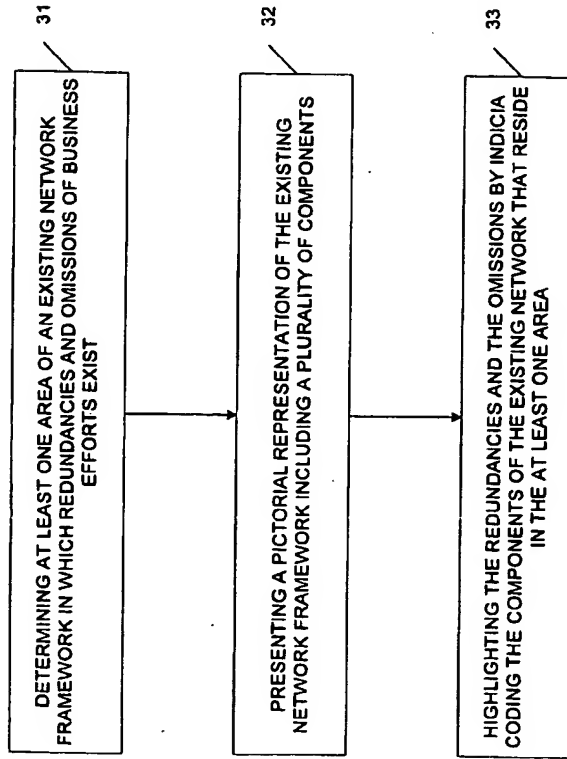 31
DETERMINING AT LEAST ONE AREA OF AN EXISTING NETWORK
FRAMEWORK IN WHICH REDUNDANCIES AND OMISSIONS OF BUSINESS
EFFORTS EXIST
32
PRESENTING A PICTORIAL REPRESENTATION OF THE EXISTING
NETWORK FRAMEWORK INCLUDING A PLURALITY OF COMPONENTS
33
HIGHLIGHTING THE REDUNDANCIES AND THE OMISSIONS BY INDICIA
CODING THE COMPONENTS OF THE EXISTING NETWORK THAT RESIDE
IN THE AT LEAST ONE AREA